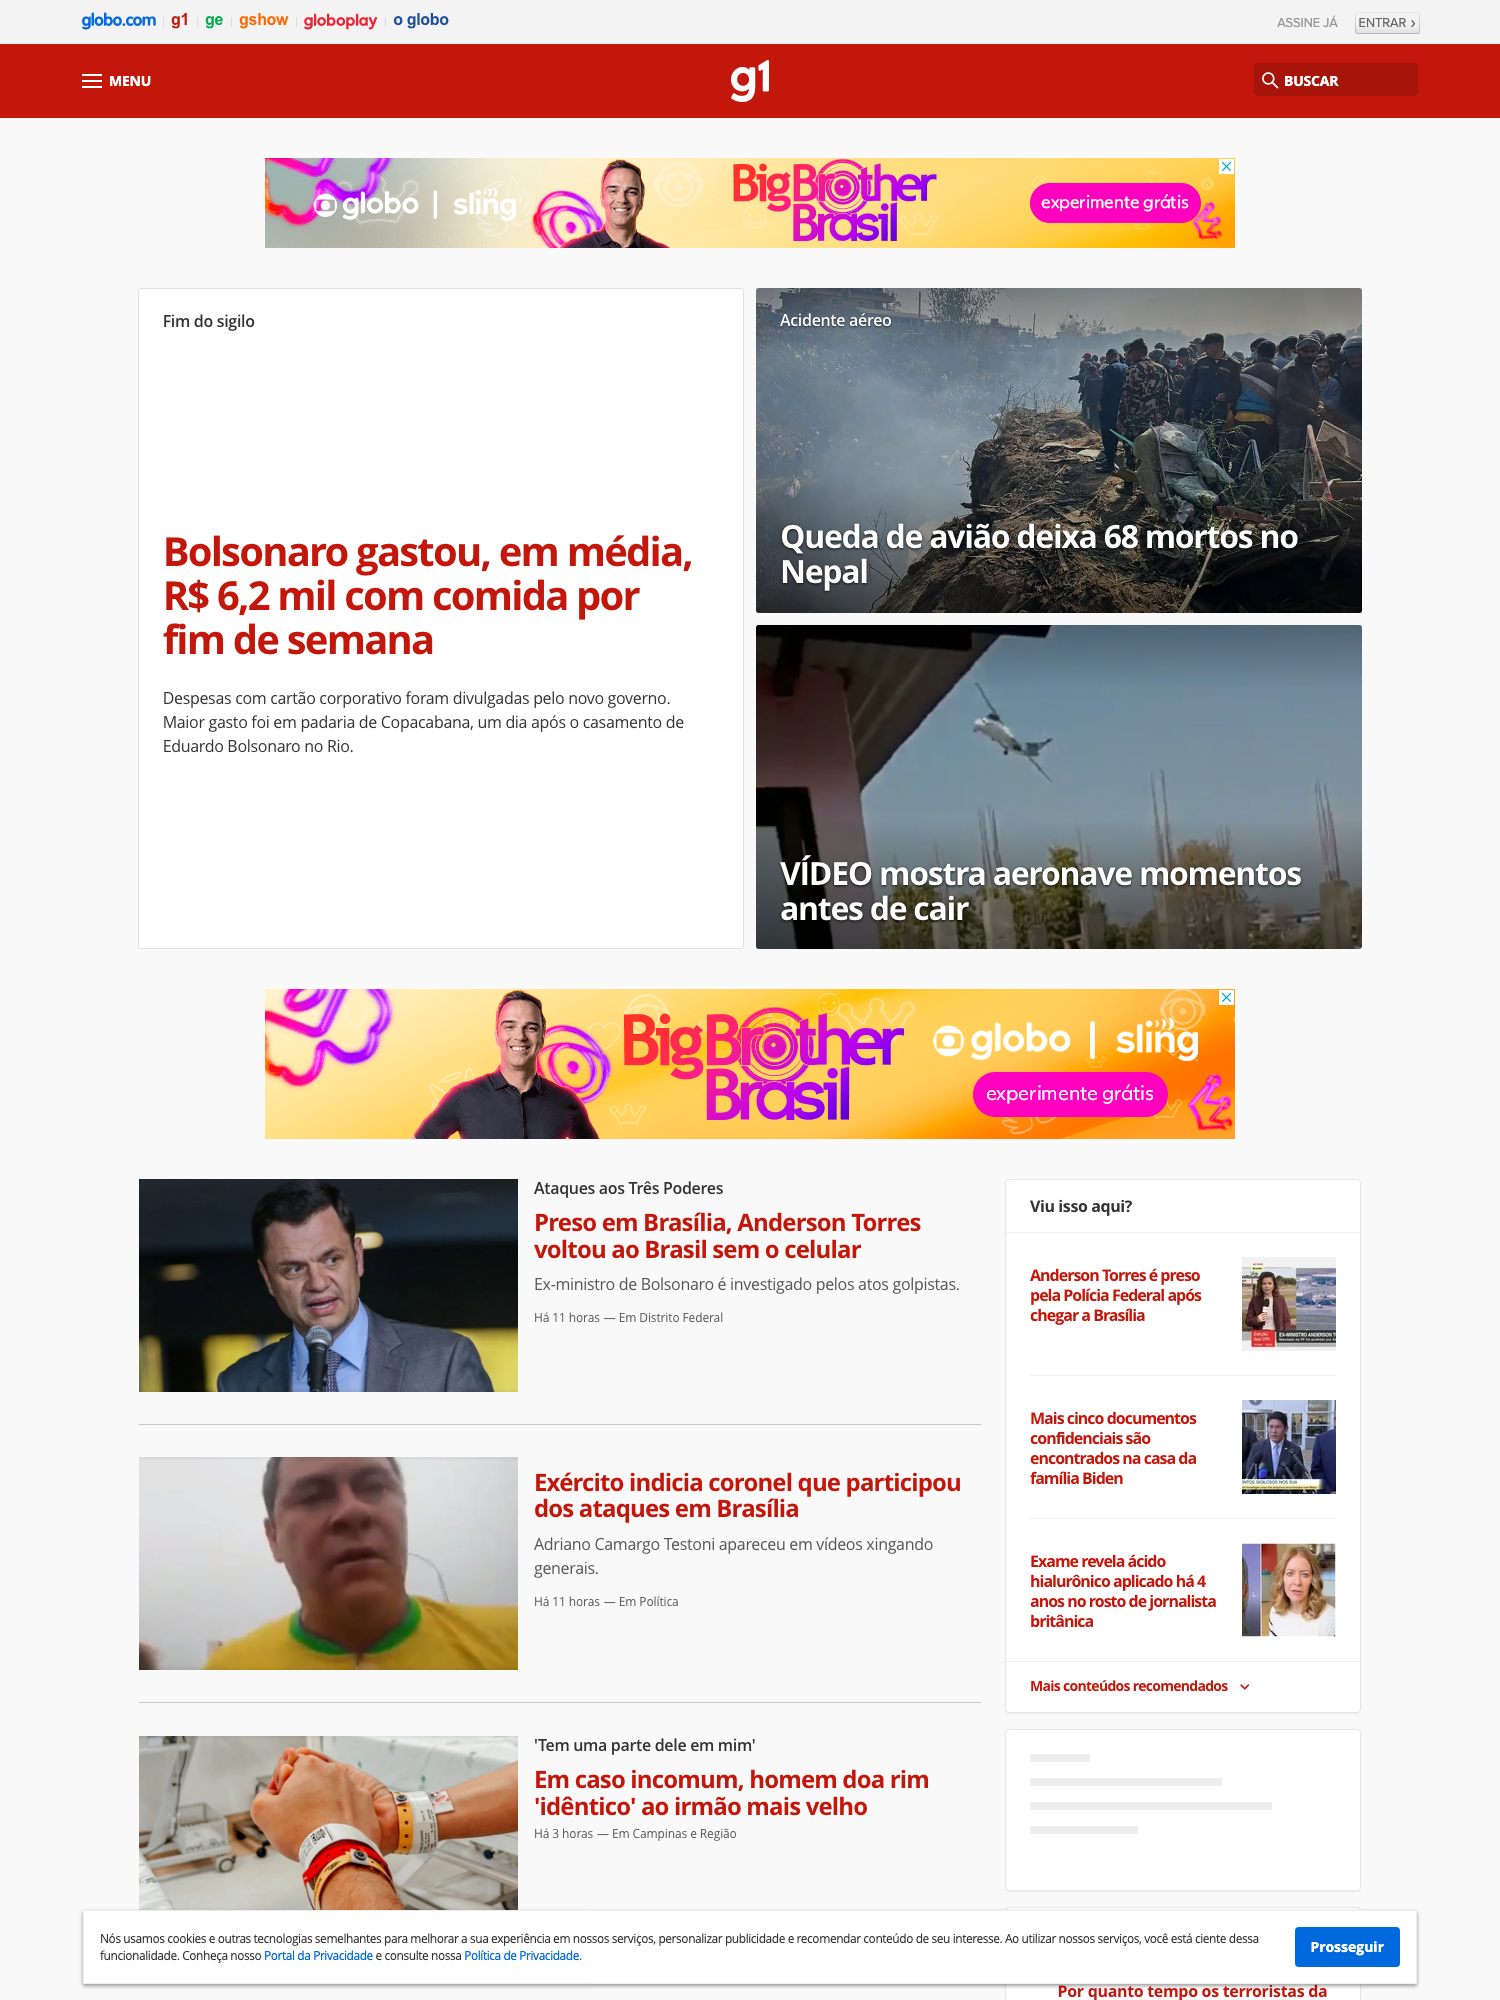 globo.com g1 ge gshow globoplay o globo
ASSINE JÁ ENTRAR ›
MENU
g1
BUSCAR
globo | sling
Big Brother
Brasil
experimente grátis
Fim do sigilo
Bolsonaro gastou, em média,
R$ 6,2 mil com comida por
fim de semana
Despesas com cartão corporativo foram divulgadas pelo novo governo.
Maior gasto foi em padaria de Copacabana, um dia após o casamento de
Eduardo Bolsonaro no Rio.
Acidente aéreo
Queda de avião deixa 68 mortos no
Nepal
VÍDEO mostra aeronave momentos
antes de cair
Big Brother
Brasil
globo | sling
experimente grátis
Ataques aos Três Poderes
Preso em Brasília, Anderson Torres
voltou ao Brasil sem o celular
Ex-ministro de Bolsonaro é investigado pelos atos golpistas.
Há 11 horas — Em Distrito Federal
Exército indicia coronel que participou
dos ataques em Brasília
Adriano Camargo Testoni apareceu em vídeos xingando
generais.
Há 11 horas — Em Política
'Tem uma parte dele em mim'
Em caso incomum, homem doa rim
'idêntico' ao irmão mais velho
Há 3 horas — Em Campinas e Região
Viu isso aqui?
Anderson Torres é preso
pela Polícia Federal após
chegar a Brasília
Edição
das 07h
EX-MINISTRO ANDERSON T
Mais cinco documentos
confidenciais são
encontrados na casa da
família Biden
Exame revela ácido
hialurônico aplicado há 4
anos no rosto de jornalista
britânica
Mais conteúdos recomendados
Nós usamos cookies e outras tecnologias semelhantes para melhorar a sua experiência em nossos serviços, personalizar publicidade e recomendar conteúdo de seu interesse. Ao utilizar nossos serviços, você está ciente dessa
funcionalidade. Conheça nosso Portal da Privacidade e consulte nossa Política de Privacidade.
Prosseguir
Por quanto tempo os terroristas da